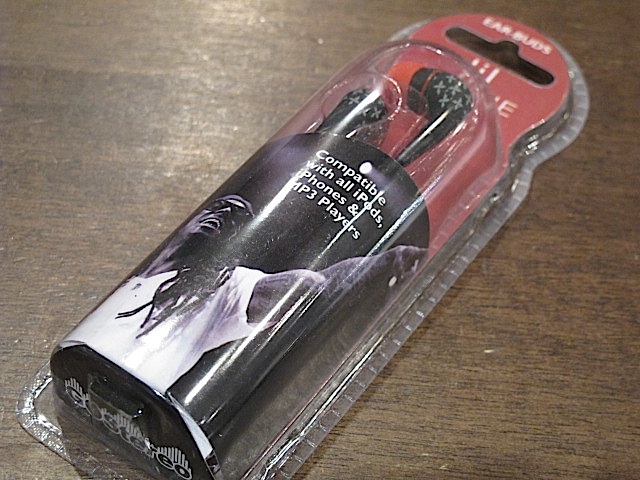 EAR BUDS
Compatible
with all iPods,
iPhones &
MP3 Players